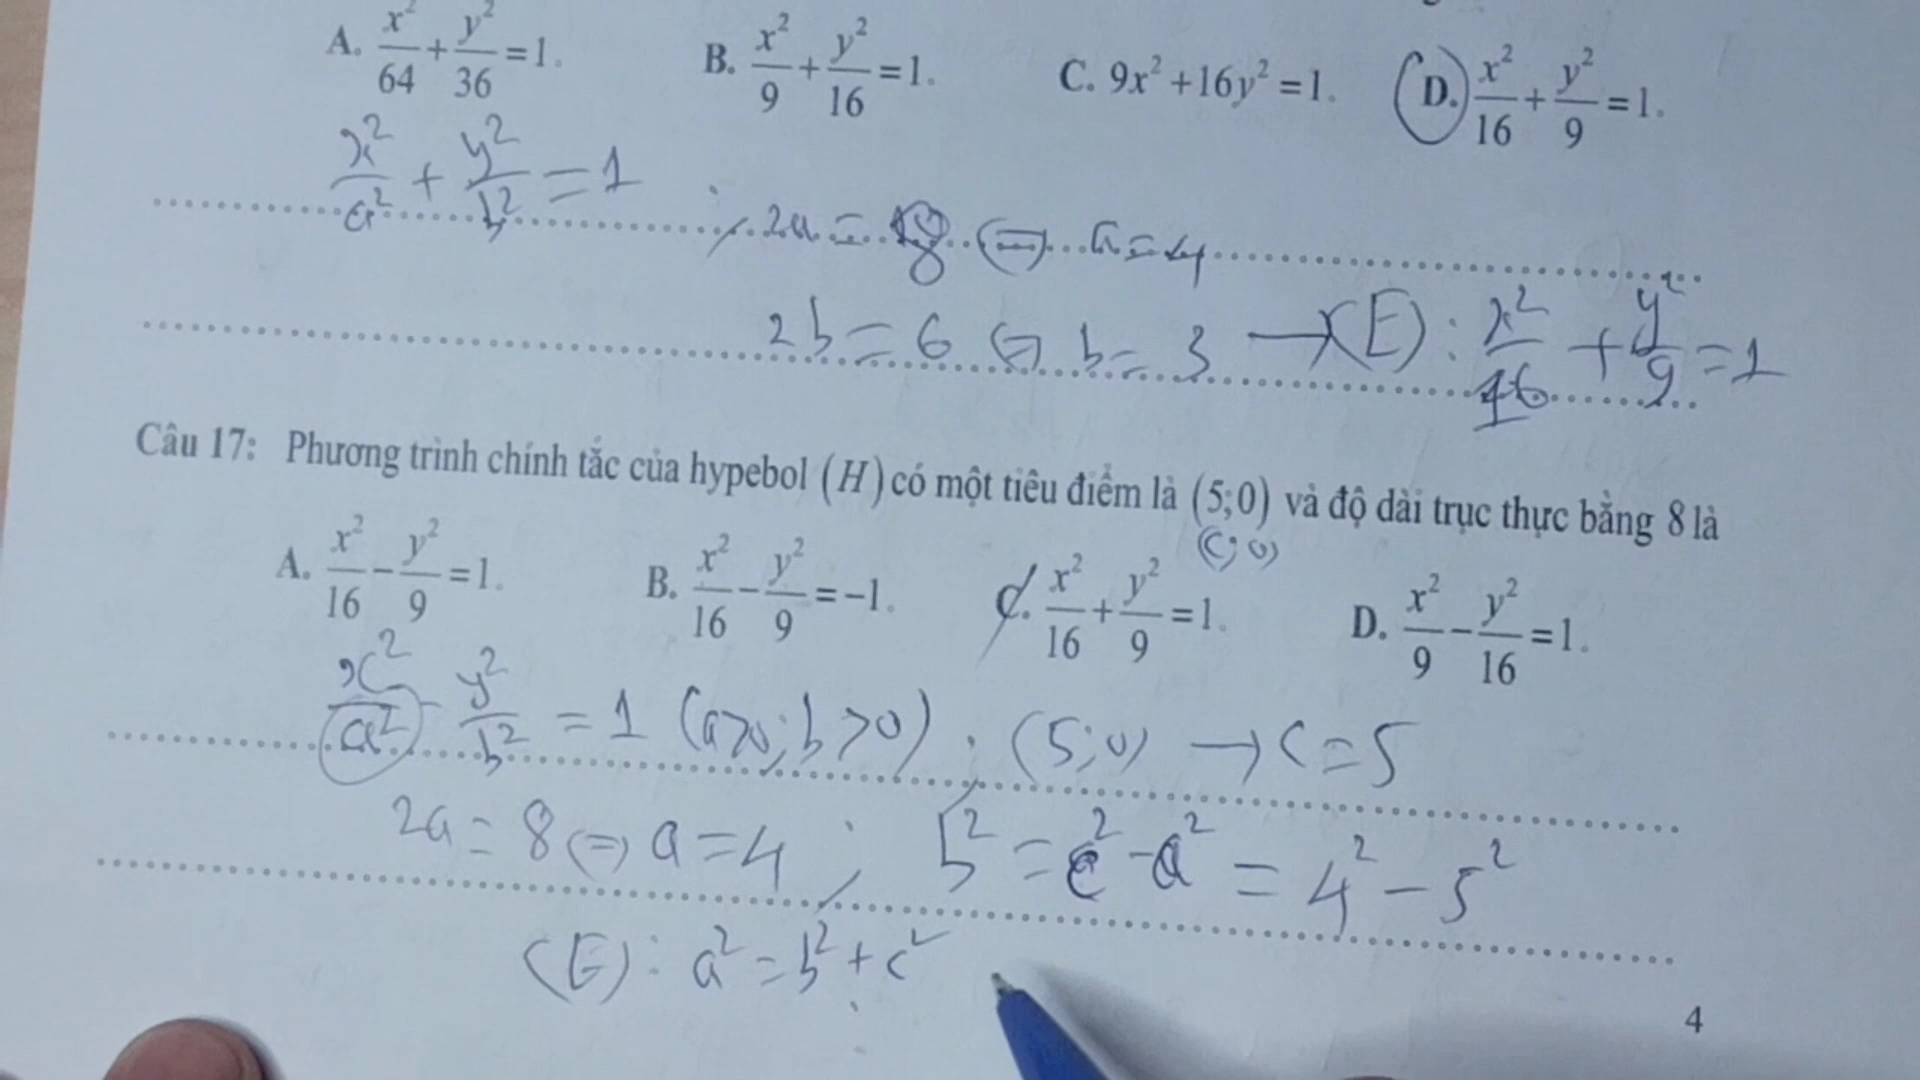 A. x²/64 + y²/36 = 1. B. x²/9 + y²/16 = 1. C. 9x² + 16y² = 1. D. x²/16 + y²/9 = 1.
x²/a² + y²/b² = 1 ; 2a = 8 ⇔ a = 4
2b = 6 ⇔ b = 3 → (E) : x²/16 + y²/9 = 1
Câu 17: Phương trình chính tắc của hypebol (H) có một tiêu điểm là (5;0) và độ dài trục thực bằng 8 là
(c; 0)
A. x²/16 − y²/9 = 1. B. x²/16 − y²/9 = −1. C. x²/16 + y²/9 = 1. D. x²/9 − y²/16 = 1.
x²/a² − y²/b² = 1 (a>0; b>0) ; (5; 0) → c = 5
2a = 8 ⇔ a = 4 ; b² = c² − a² = 4² − 5²
(E) : a² = b² + c²
4